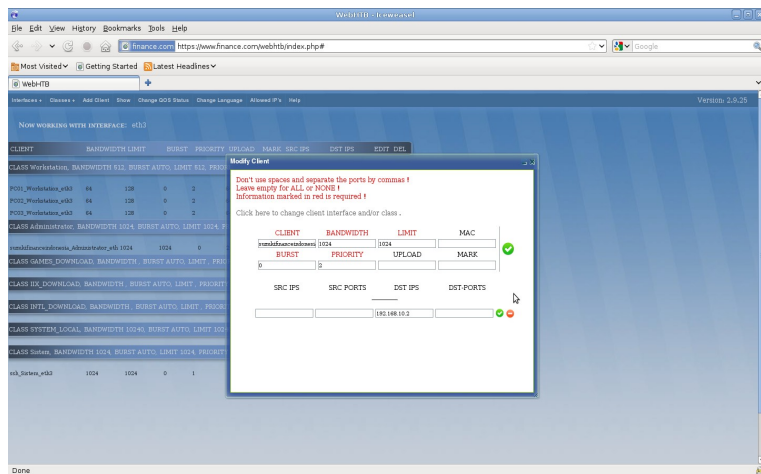 WebHTB - Iceweasel
File Edit View History Bookmarks Tools Help
finance.com https://www.finance.com/webhtb/index.php# Google
Most Visited Getting Started Latest Headlines
WebHTB
Interfaces Classes Add Client Show Change QOS Status Change Language Allowed IP's Help Version: 2.9.25
NOW WORKING WITH INTERFACE: eth3
CLIENT BANDWIDTH LIMIT BURST PRIORITY UPLOAD MARK SRC IPS DST IPS EDIT DEL
CLASS Workstation, BANDWIDTH 512, BURST AUTO, LIMIT 512, PRIO
PC01_Workstation_eth3 64 128 0 2
PC02_Workstation_eth3 64 128 0 2
PC03_Workstation_eth3 64 128 0 2
CLASS Administrator, BANDWIDTH 1024, BURST AUTO, LIMIT 1024, P
suzukifinanceindonesia_Administrator_eth 1024 1024 0 2
CLASS GAMES_DOWNLOAD, BANDWIDTH , BURST AUTO, LIMIT , PRIO
CLASS IIX_DOWNLOAD, BANDWIDTH , BURST AUTO, LIMIT , PRIORIT
CLASS INTL_DOWNLOAD, BANDWIDTH , BURST AUTO, LIMIT , PRIOR
CLASS SYSTEM_LOCAL, BANDWIDTH 10240, BURST AUTO, LIMIT 102
CLASS Sistem, BANDWIDTH 1024, BURST AUTO, LIMIT 1024, PRIORIT
ssh_Sistem_eth3 1024 1024 0 1
Modify Client
Don't use spaces and separate the ports by commas !
Leave empty for ALL or NONE !
Information marked in red is required !
Click here to change client interface and/or class .
CLIENT BANDWIDTH LIMIT MAC
suzukifinanceindonesi 1024 1024
BURST PRIORITY UPLOAD MARK
0 2
SRC IPS SRC PORTS DST IPS DST-PORTS
192.168.10.2
Done